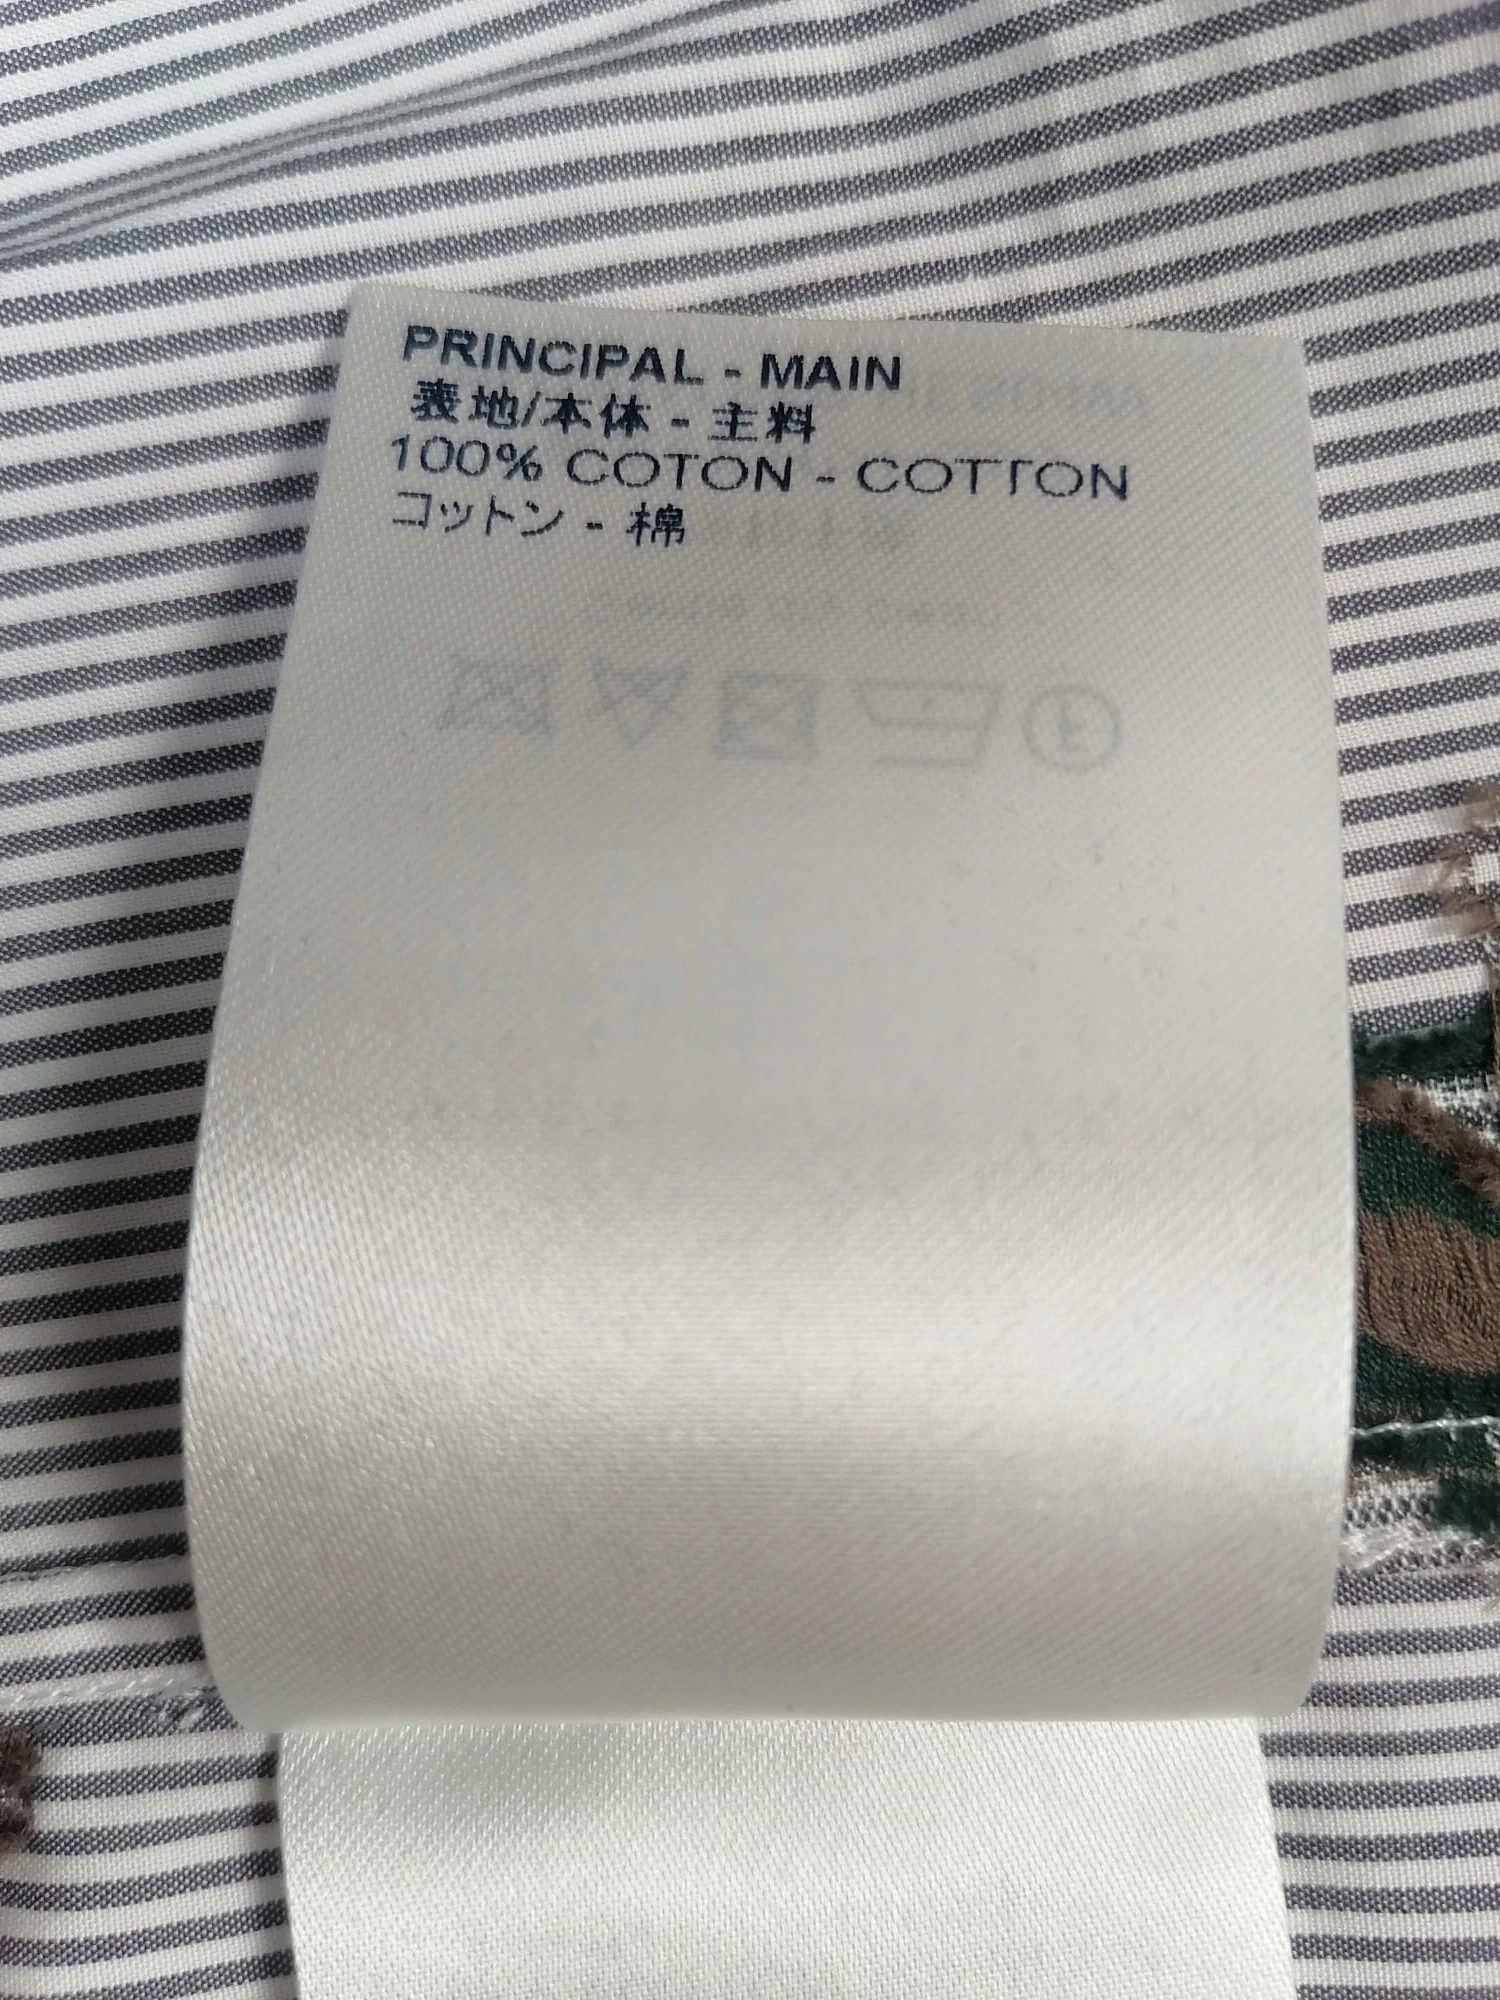 PRINCIPAL - MAIN
表地/本体 - 主料
100% COTON - COTTON
コットン - 棉